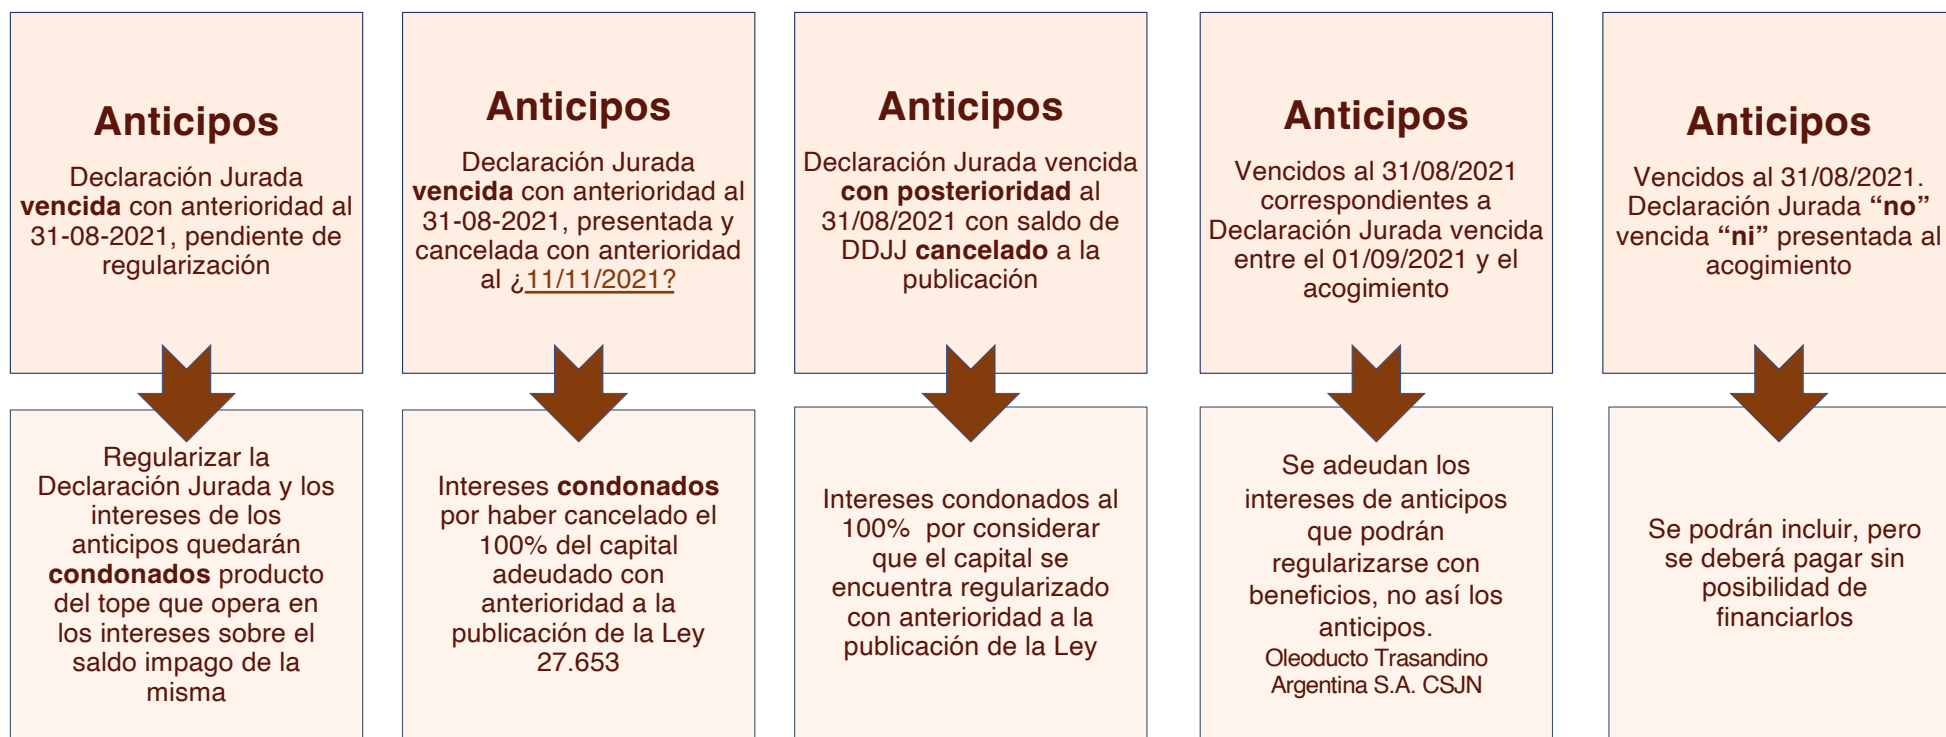 Anticipos
Declaración Jurada
vencida con anterioridad al
31-08-2021, pendiente de
regularización
Regularizar la
Declaración Jurada y los
intereses de los
anticipos quedarán
condonados producto
del tope que opera en
los intereses sobre el
saldo impago de la
misma
Anticipos
Declaración Jurada
vencida con anterioridad al
31-08-2021, presentada y
cancelada con anterioridad
al ¿11/11/2021?
Intereses condonados
por haber cancelado el
100% del capital
adeudado con
anterioridad a la
publicación de la Ley
27.653
Anticipos
Declaración Jurada vencida
con posterioridad al
31/08/2021 con saldo de
DDJJ cancelado a la
publicación
Intereses condonados al
100% por considerar
que el capital se
encuentra regularizado
con anterioridad a la
publicación de la Ley
Anticipos
Vencidos al 31/08/2021
correspondientes a
Declaración Jurada vencida
entre el 01/09/2021 y el
acogimiento
Se adeudan los
intereses de anticipos
que podrán
regularizarse con
beneficios, no así los
anticipos.
Oleoducto Trasandino
Argentina S.A. CSJN
Anticipos
Vencidos al 31/08/2021.
Declaración Jurada “no”
vencida “ni” presentada al
acogimiento
Se podrán incluir, pero
se deberá pagar sin
posibilidad de
financiarlos